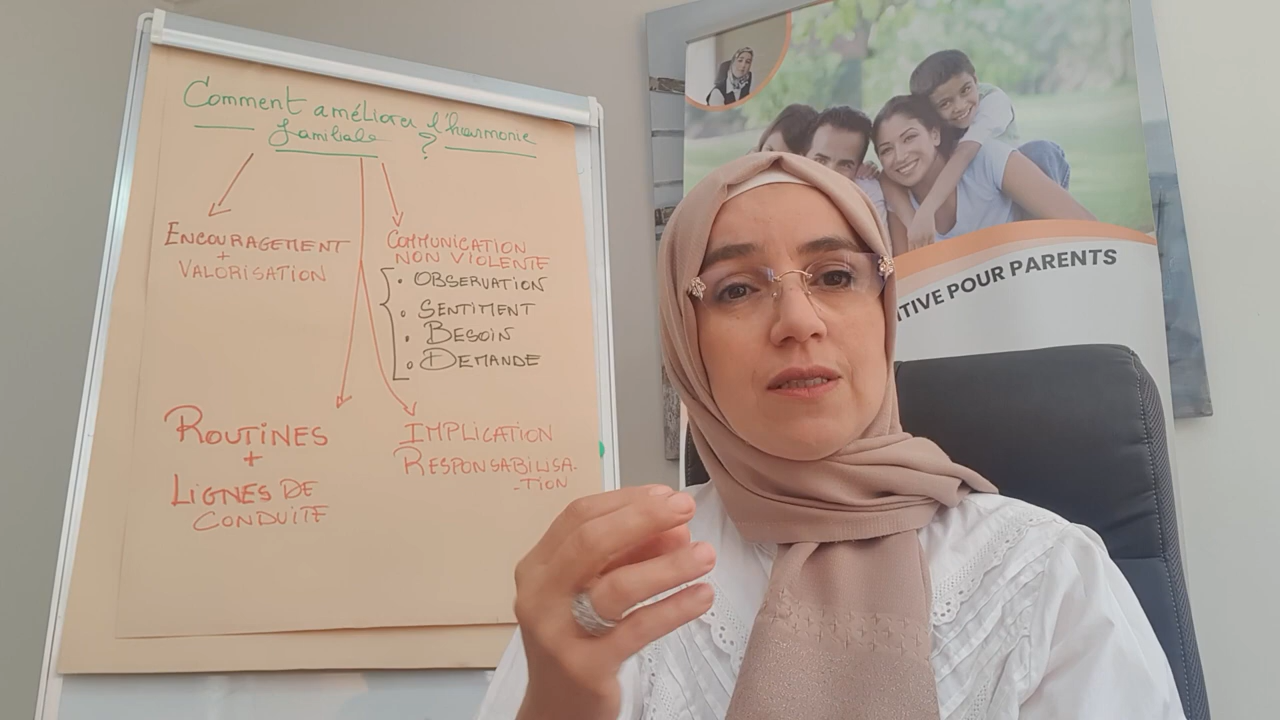 Comment améliorer l'harmonie
familiale ?
ENCOURAGEMENT
+
VALORISATION
COMMUNICATION
NON VIOLENTE
. OBSERVATION
. SENTIMENT
. BESOIN
. DEMANDE
ROUTINES
+
LIGNES DE
CONDUITE
IMPLICATION
RESPONSABILISA-
-TION
ITIVE POUR PARENTS